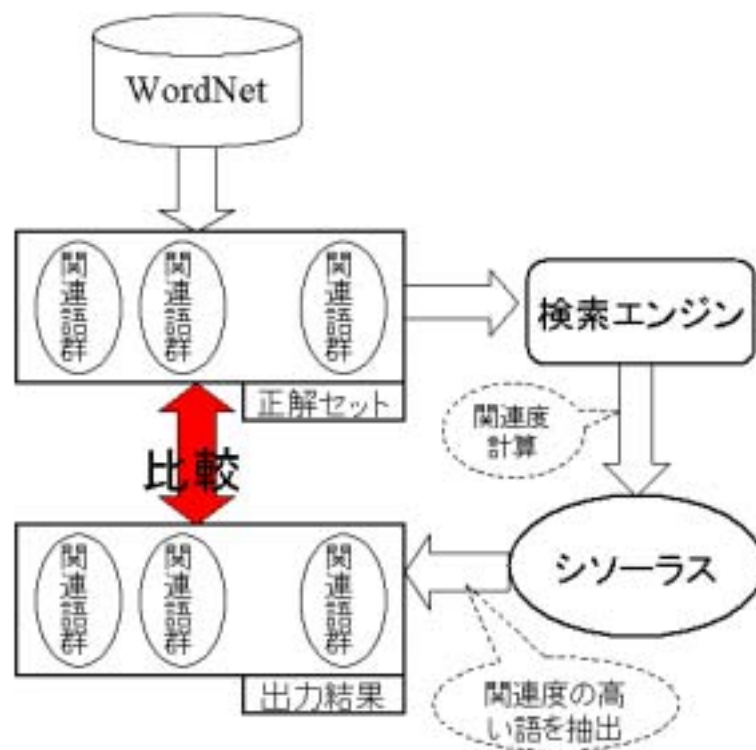 WordNet
関連語群
関連語群
関連語群
正解セット
検索エンジン
関連度
計算
比較
シソーラス
関連語群
関連語群
関連語群
出力結果
関連度の高
い語を抽出